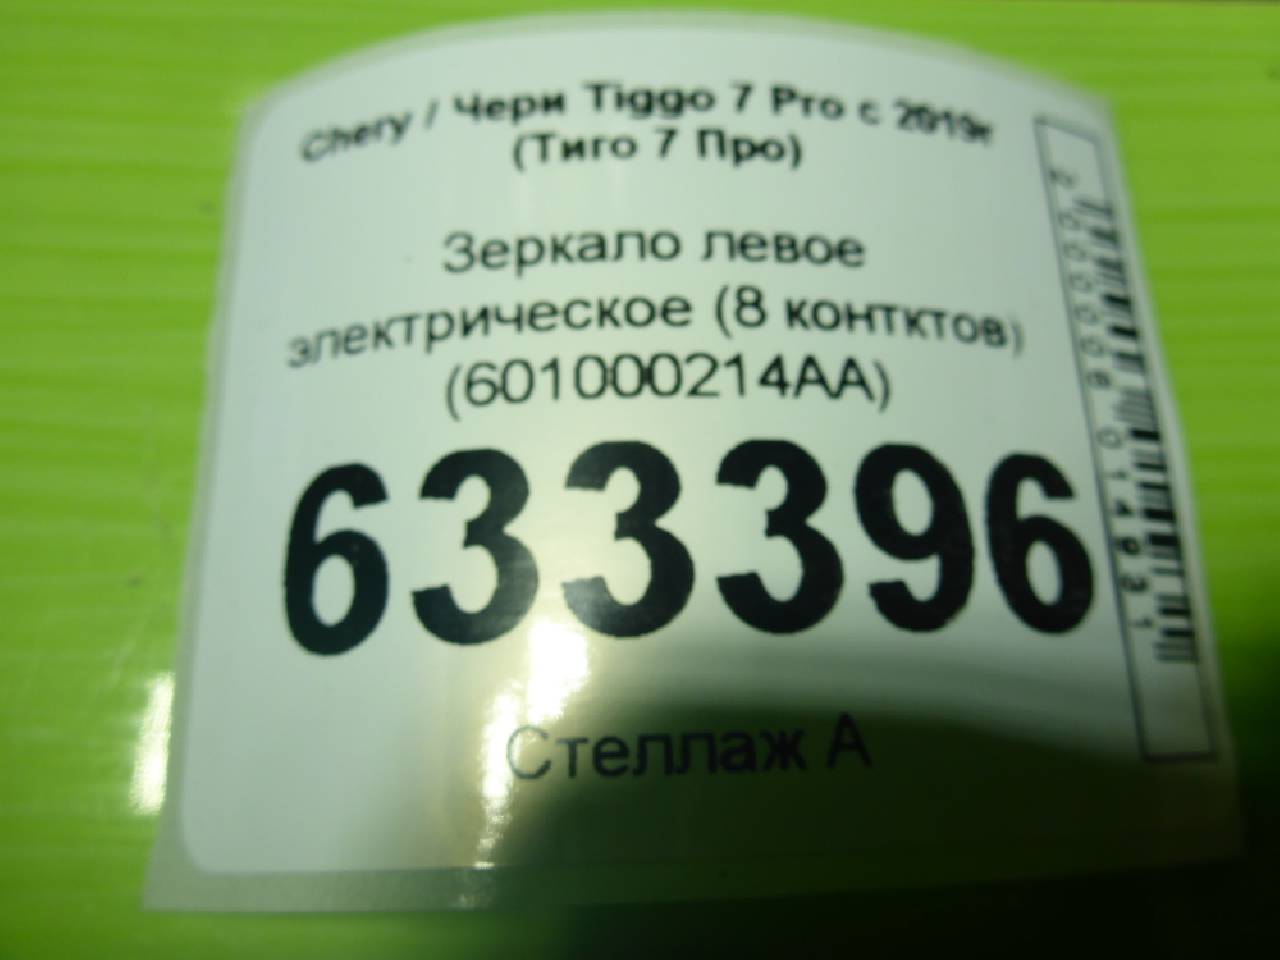 Chery / Чери Tiggo 7 Pro с 2019г
(Тиго 7 Про)
Зеркало левое
электрическое (8 контктов)
(601000214AA)
633396
Стеллаж А